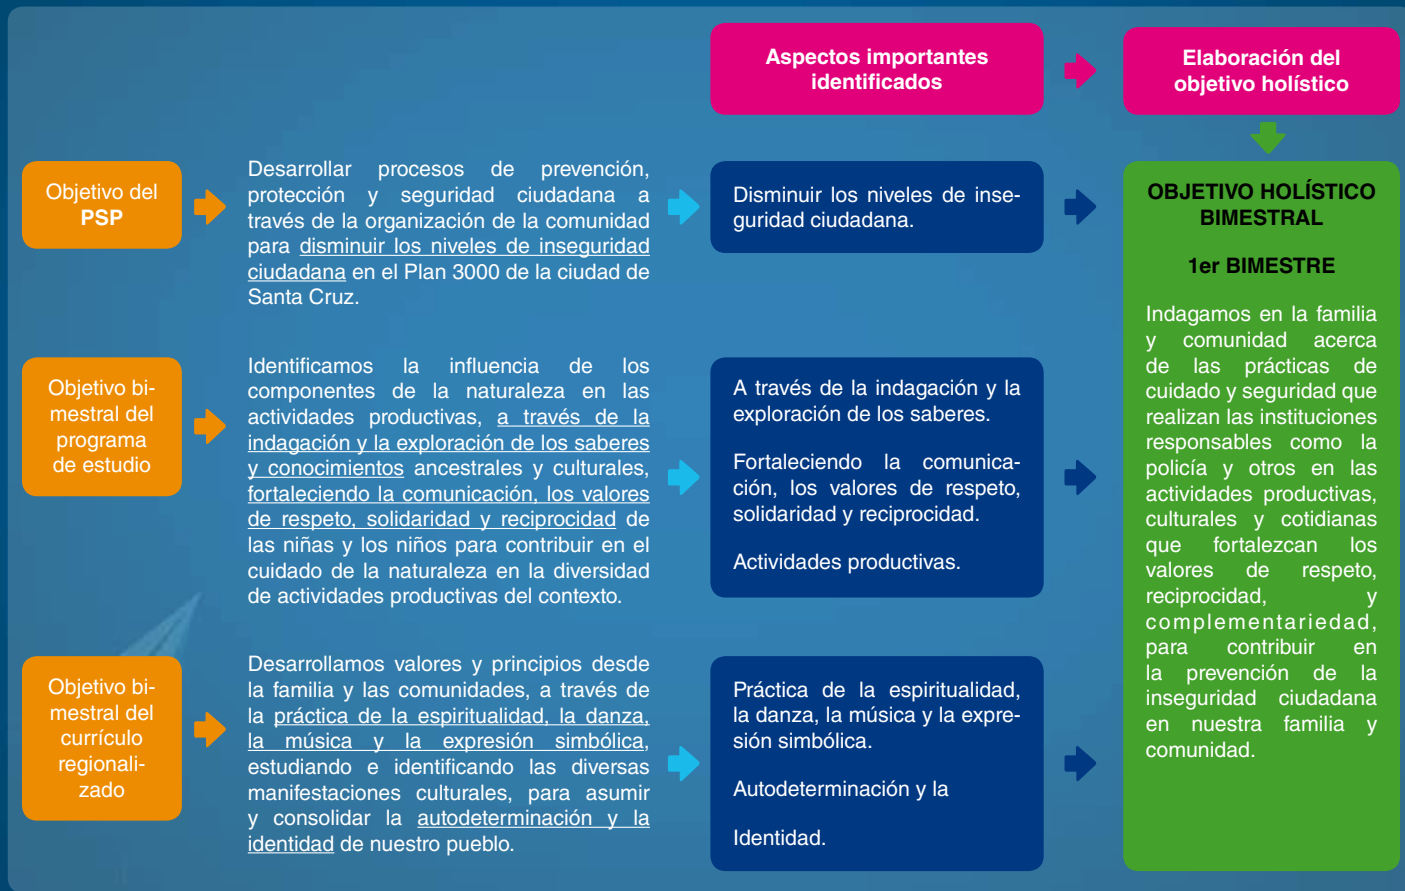 Aspectos importantes
identificados
Elaboración del
objetivo holístico
Objetivo del
PSP
Desarrollar procesos de prevención,
protección y seguridad ciudadana a
través de la organización de la comunidad
para disminuir los niveles de inseguridad
ciudadana en el Plan 3000 de la ciudad de
Santa Cruz.
Disminuir los niveles de inse-
guridad ciudadana.
Objetivo bi-
mestral del
programa
de estudio
Identificamos la influencia de los
componentes de la naturaleza en las
actividades productivas, a través de la
indagación y la exploración de los saberes
y conocimientos ancestrales y culturales,
fortaleciendo la comunicación, los valores
de respeto, solidaridad y reciprocidad de
las niñas y los niños para contribuir en el
cuidado de la naturaleza en la diversidad
de actividades productivas del contexto.
A través de la indagación y la
exploración de los saberes.
Fortaleciendo la comunica-
ción, los valores de respeto,
solidaridad y reciprocidad.
Actividades productivas.
Objetivo bi-
mestral del
currículo
regionali-
zado
Desarrollamos valores y principios desde
la familia y las comunidades, a través de
la práctica de la espiritualidad, la danza,
la música y la expresión simbólica,
estudiando e identificando las diversas
manifestaciones culturales, para asumir
y consolidar la autodeterminación y la
identidad de nuestro pueblo.
Práctica de la espiritualidad,
la danza, la música y la expre-
sión simbólica.
Autodeterminación y la
Identidad.
OBJETIVO HOLÍSTICO
BIMESTRAL
1er BIMESTRE
Indagamos en la familia
y comunidad acerca
de las prácticas de
cuidado y seguridad que
realizan las instituciones
responsables como la
policía y otros en las
actividades productivas,
culturales y cotidianas
que fortalezcan los
valores de respeto,
reciprocidad, y
complementariedad,
para contribuir en
la prevención de la
inseguridad ciudadana
en nuestra familia y
comunidad.